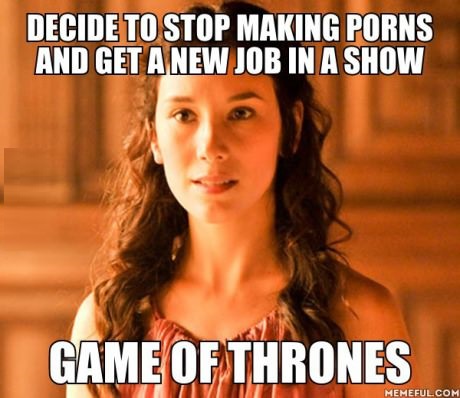 DECIDE TO STOP MAKING PORNS
AND GET A NEW JOB IN A SHOW
GAME OF THRONES
MEMEFUL.COM